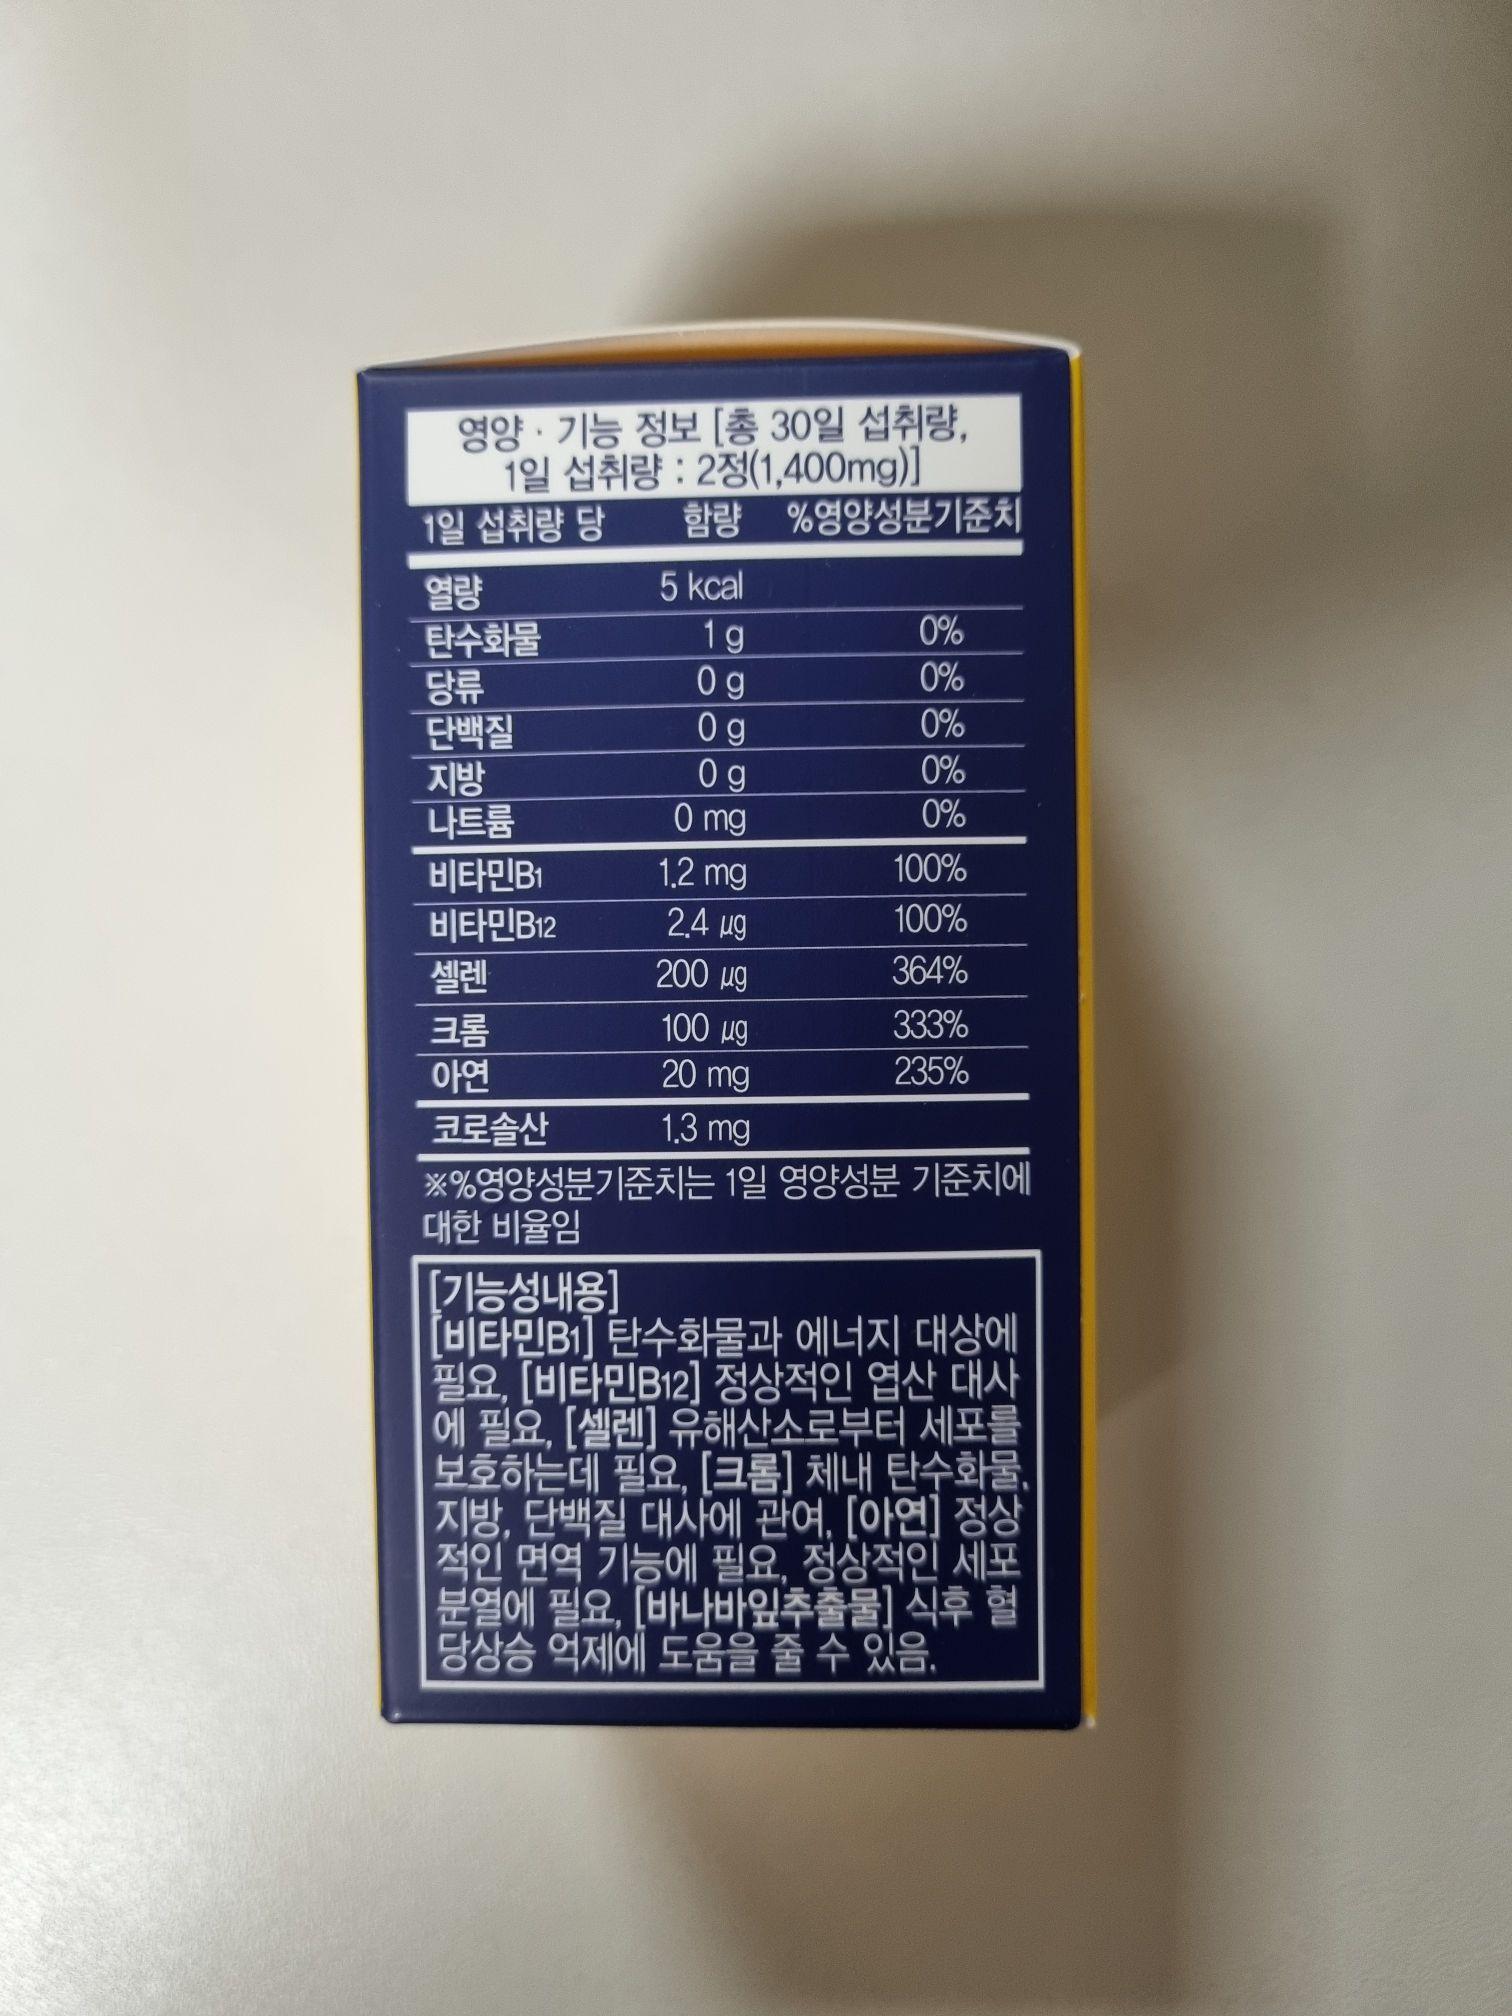 영양 · 기능 정보 [총 30일 섭취량,
1일 섭취량 : 2정(1,400mg)]
1일 섭취량 당 함량 %영양성분기준치
열량 5 kcal
탄수화물 1 g 0%
당류 0 g 0%
단백질 0 g 0%
지방 0 g 0%
나트륨 0 mg 0%
비타민B1 1.2 mg 100%
비타민B12 2.4 µg 100%
셀렌 200 µg 364%
크롬 100 µg 333%
아연 20 mg 235%
코로솔산 1.3 mg
※%영양성분기준치는 1일 영양성분 기준치에
대한 비율임
[기능성내용]
[비타민B1] 탄수화물과 에너지 대상에
필요, [비타민B12] 정상적인 엽산 대사
에 필요, [셀렌] 유해산소로부터 세포를
보호하는데 필요, [크롬] 체내 탄수화물,
지방, 단백질 대사에 관여, [아연] 정상
적인 면역 기능에 필요, 정상적인 세포
분열에 필요, [바나바잎추출물] 식후 혈
당상승 억제에 도움을 줄 수 있음.